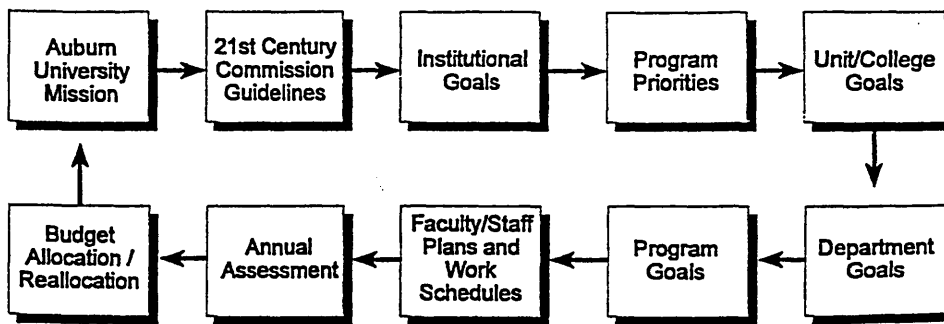 Auburn
University
Mission
21st Century
Commission
Guidelines
Institutional
Goals
Program
Priorities
Unit/College
Goals
Budget
Allocation /
Reallocation
Annual
Assessment
Faculty/Staff
Plans and
Work
Schedules
Program
Goals
Department
Goals